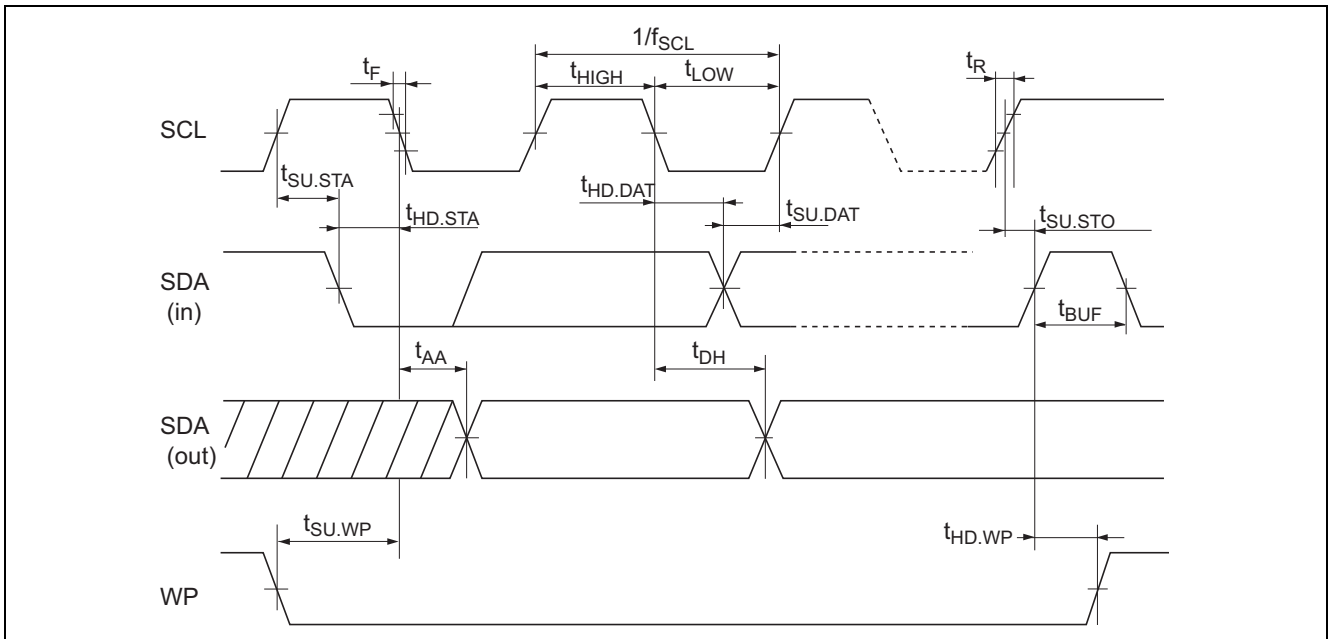 1/fSCL
tF
tHIGH
tLOW
tR
SCL
tSU.STA
tHD.STA
tHD.DAT
tSU.DAT
tSU.STO
SDA
(in)
tBUF
tAA
tDH
SDA
(out)
tSU.WP
tHD.WP
WP